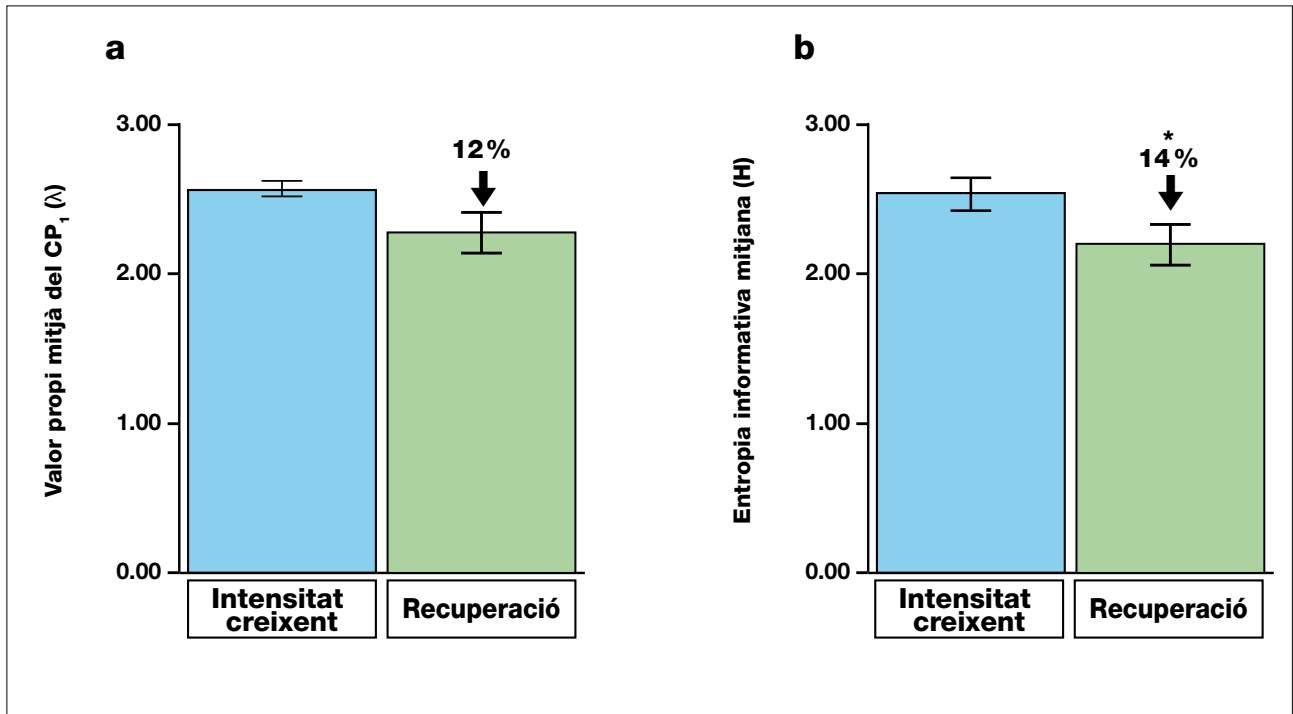 a
Valor propi mitjà del CP₁ (λ)
3.00
2.00
1.00
0.00
12 %
Intensitat
creixent
Recuperació
b
Entropia informativa mitjana (H)
3.00
2.00
1.00
0.00
*
14 %
Intensitat
creixent
Recuperació